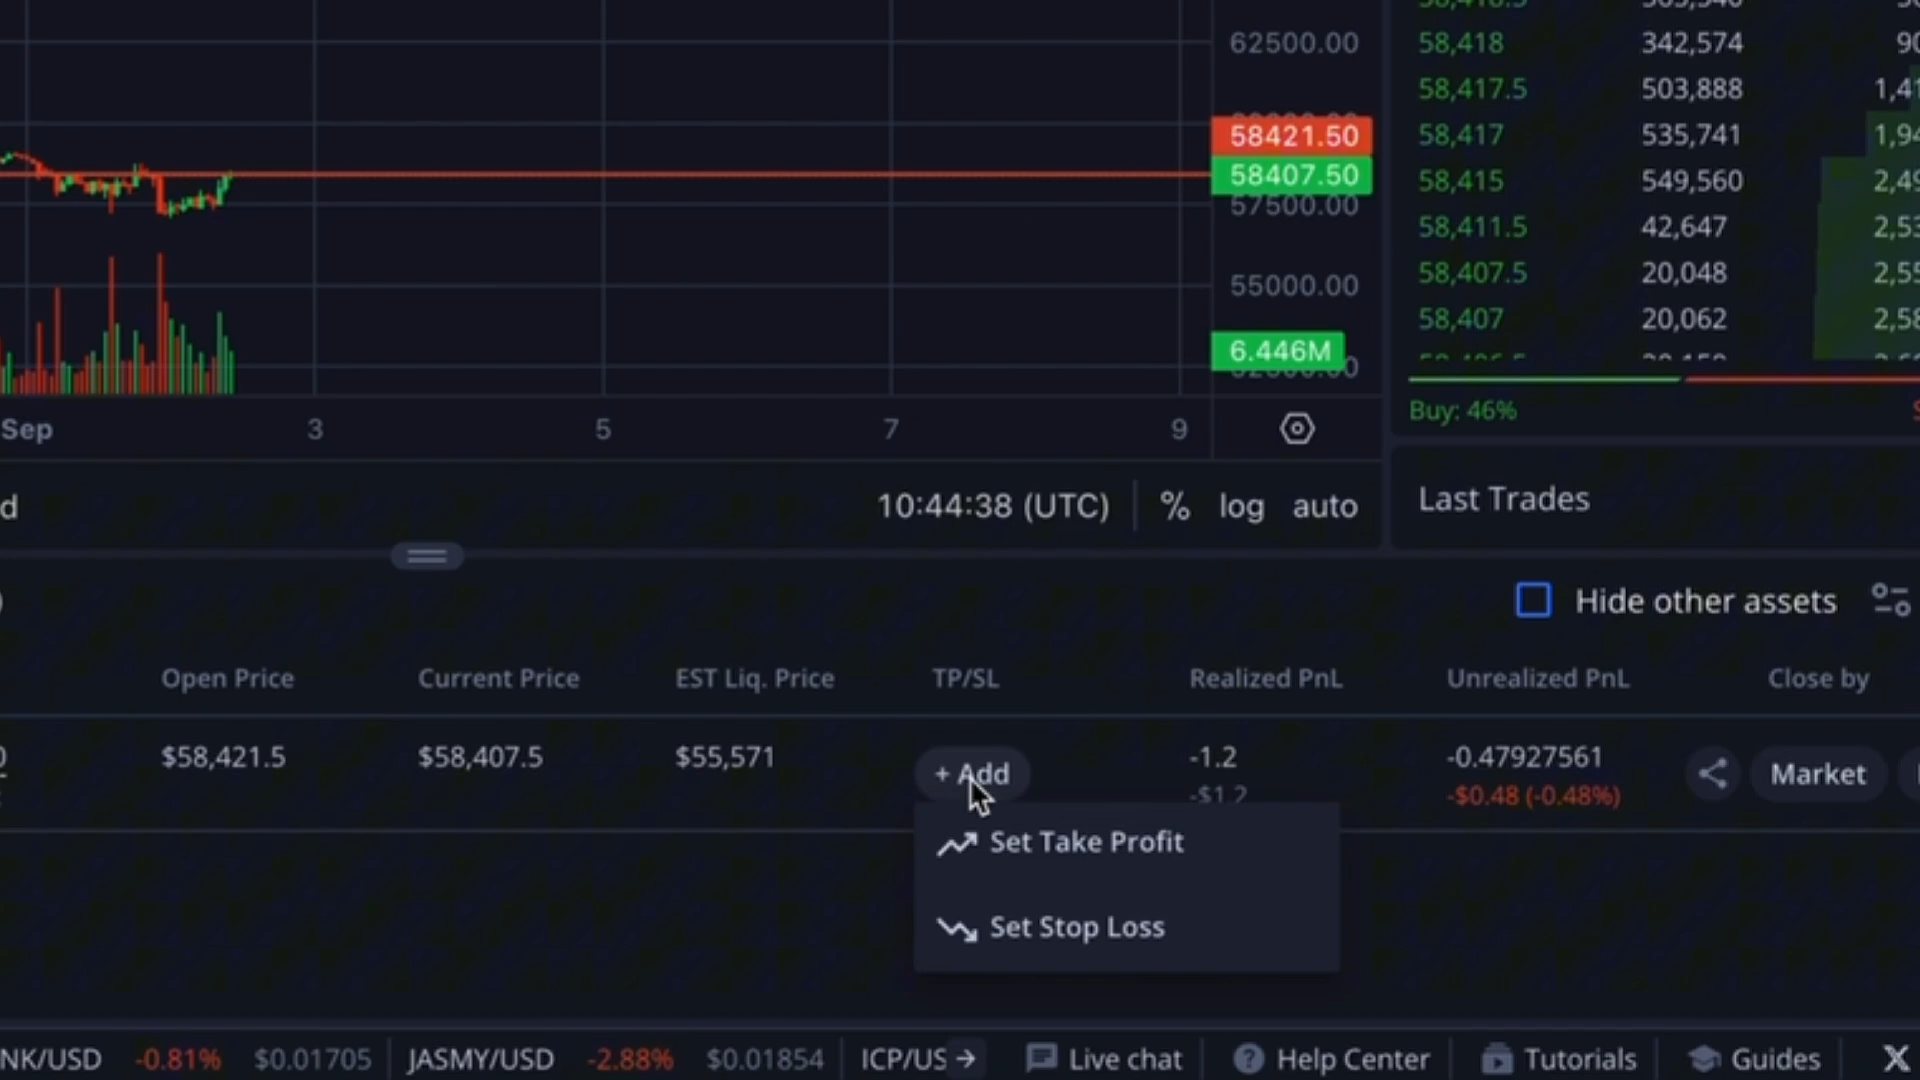 62500.00
58421.50
58407.50
57500.00
55000.00
6.446M
Sep 3 5 7 9
10:44:38 (UTC) % log auto
58,418 342,574
58,417.5 503,888
58,417 535,741
58,415 549,560
58,411.5 42,647
58,407.5 20,048
58,407 20,062
Buy: 46%
Last Trades
Hide other assets
Open Price Current Price EST Liq. Price TP/SL Realized PnL Unrealized PnL Close by
$58,421.5 $58,407.5 $55,571 + Add -1.2 -0.47927561 Market
-$1.2 -$0.48 (-0.48%)
Set Take Profit
Set Stop Loss
NK/USD -0.81% $0.01705 JASMY/USD -2.88% $0.01854 ICP/US Live chat Help Center Tutorials Guides